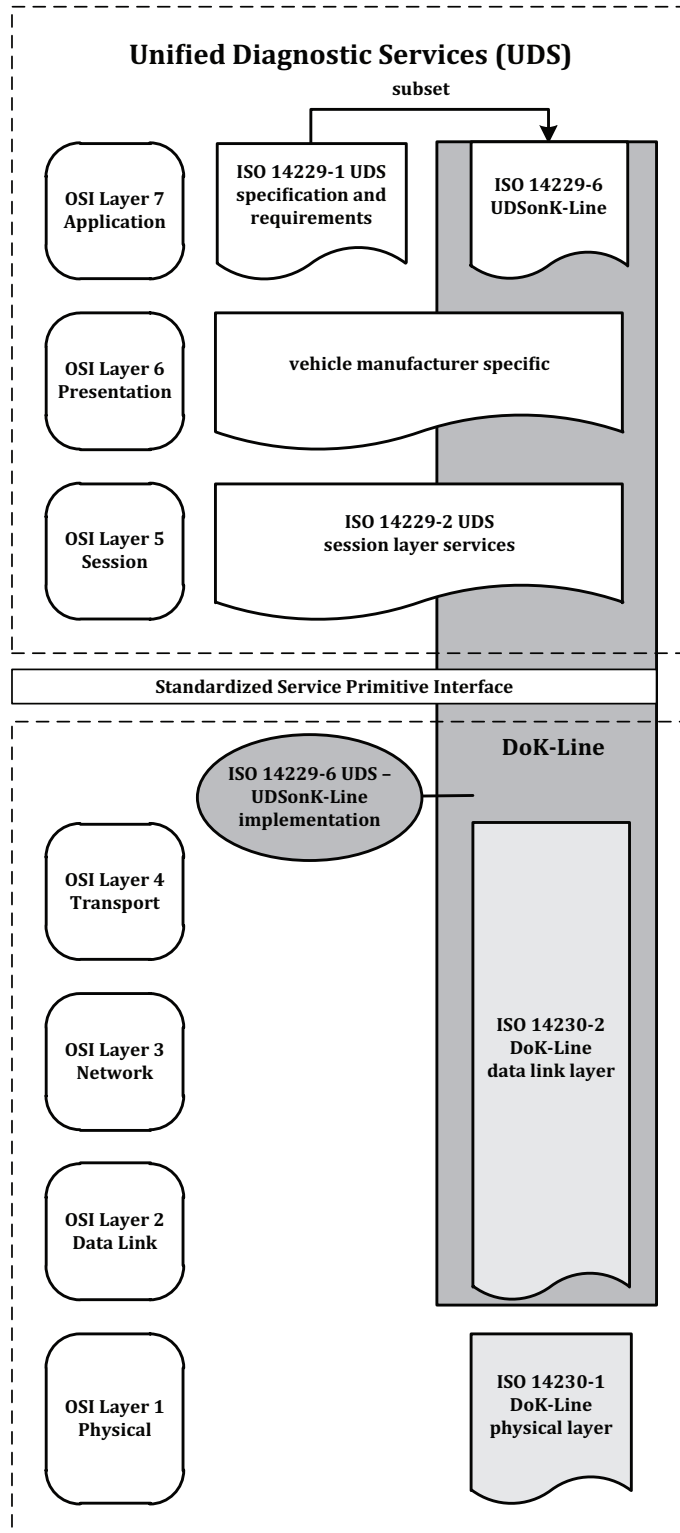 Unified Diagnostic Services (UDS)
subset
OSI Layer 7
Application
ISO 14229-1 UDS
specification and
requirements
ISO 14229-6
UDSonK-Line
OSI Layer 6
Presentation
vehicle manufacturer specific
OSI Layer 5
Session
ISO 14229-2 UDS
session layer services
Standardized Service Primitive Interface
DoK-Line
ISO 14229-6 UDS –
UDSonK-Line
implementation
OSI Layer 4
Transport
OSI Layer 3
Network
ISO 14230-2
DoK-Line
data link layer
OSI Layer 2
Data Link
OSI Layer 1
Physical
ISO 14230-1
DoK-Line
physical layer